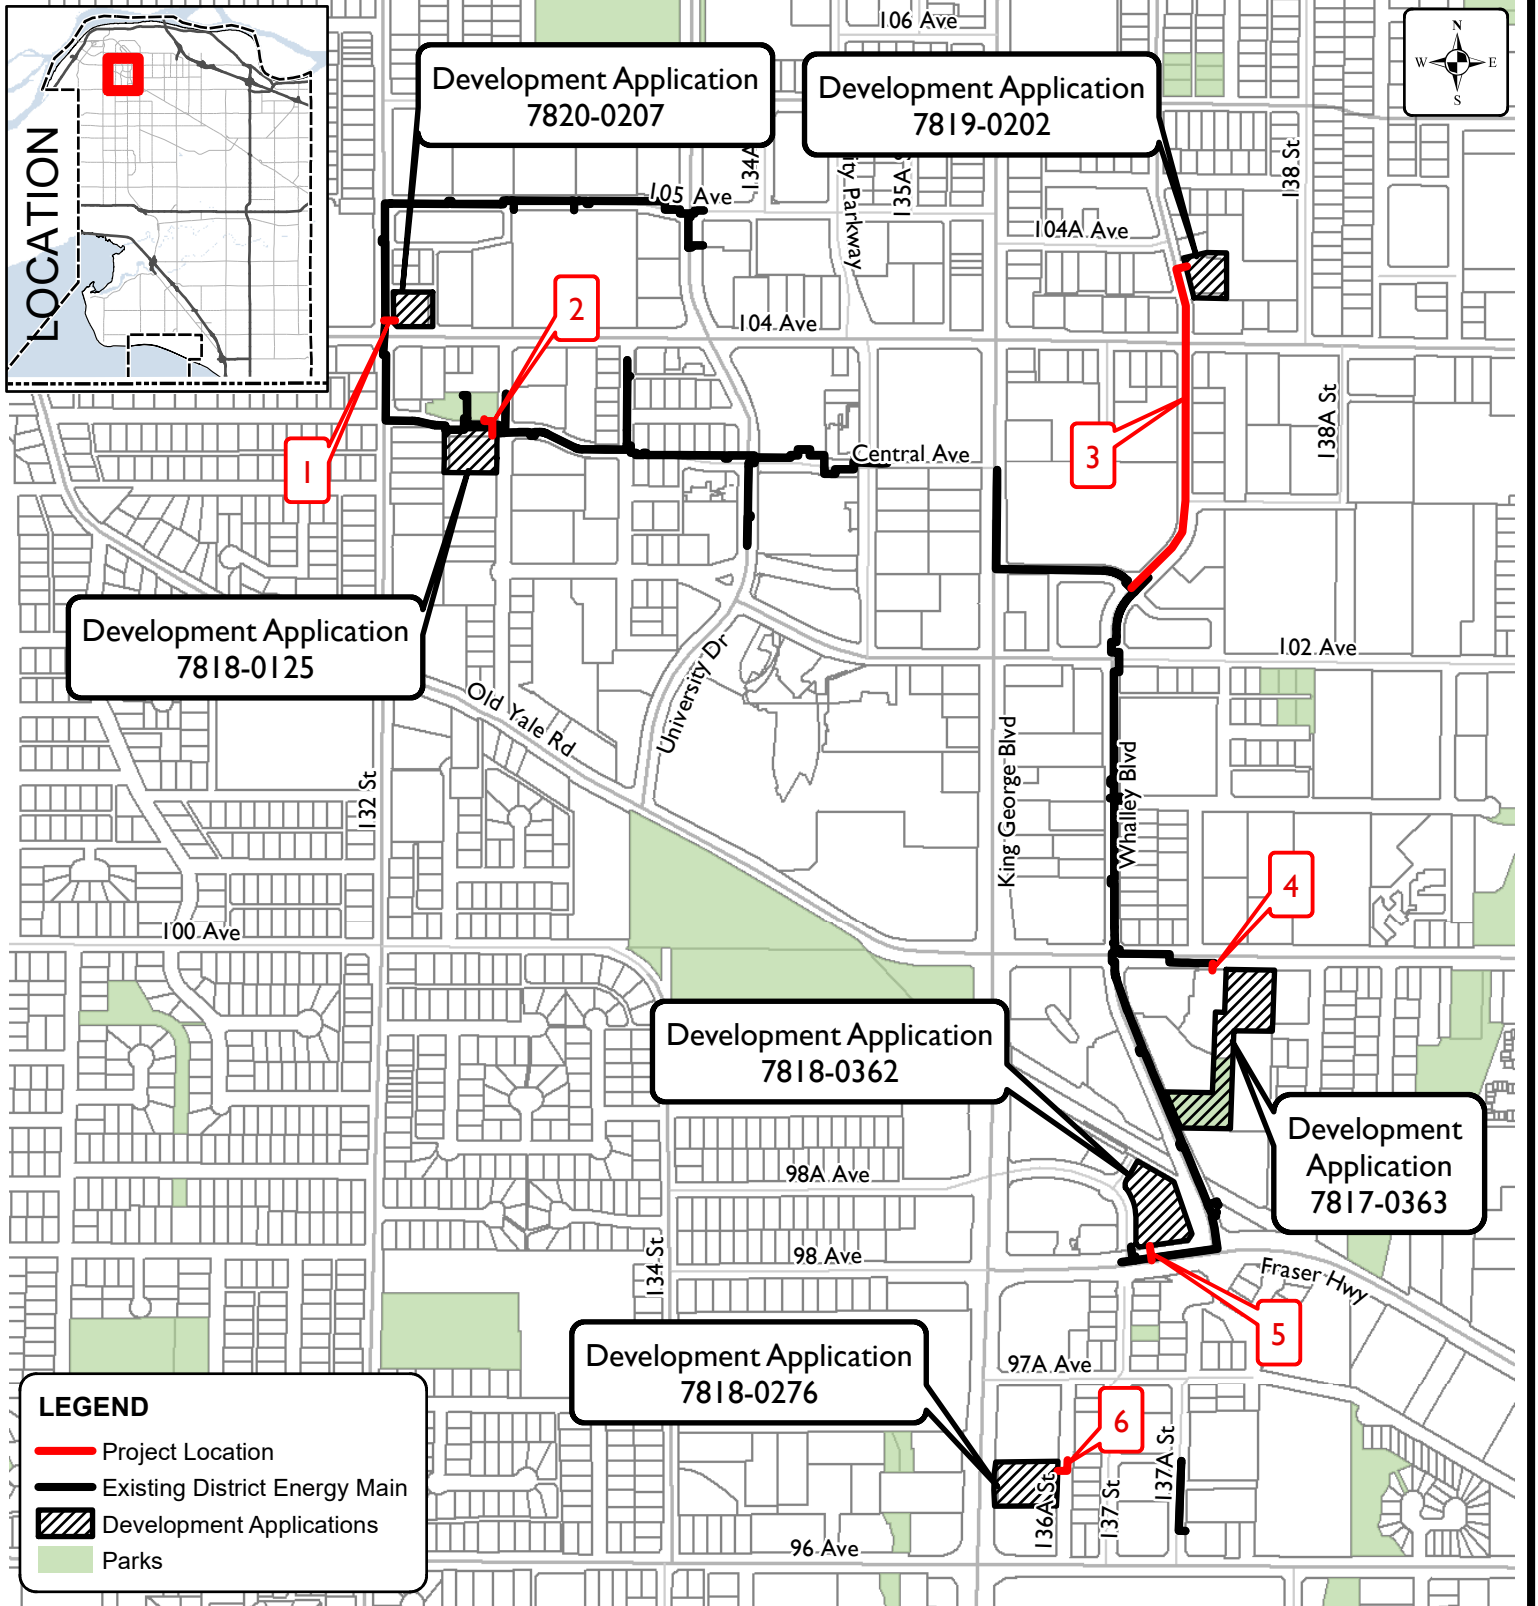 106 Ave
N
W
E
S
LOCATION
Development Application
7820-0207
Development Application
7819-0202
134A
ity Parkway
135A S
138 St
105 Ave
104A Ave
2
104 Ave
1
3
138A St
Central Ave
Development Application
7818-0125
102 Ave
University Dr
Old Yale Rd
King George Blvd
Whalley Blvd
132 St
4
100 Ave
Development Application
7818-0362
Development
Application
7817-0363
98A Ave
134 St
98 Ave
Fraser Hwy
5
Development Application
7818-0276
97A Ave
6
136A St
137 St
137A St
96 Ave
LEGEND
Project Location
Existing District Energy Main
Development Applications
Parks